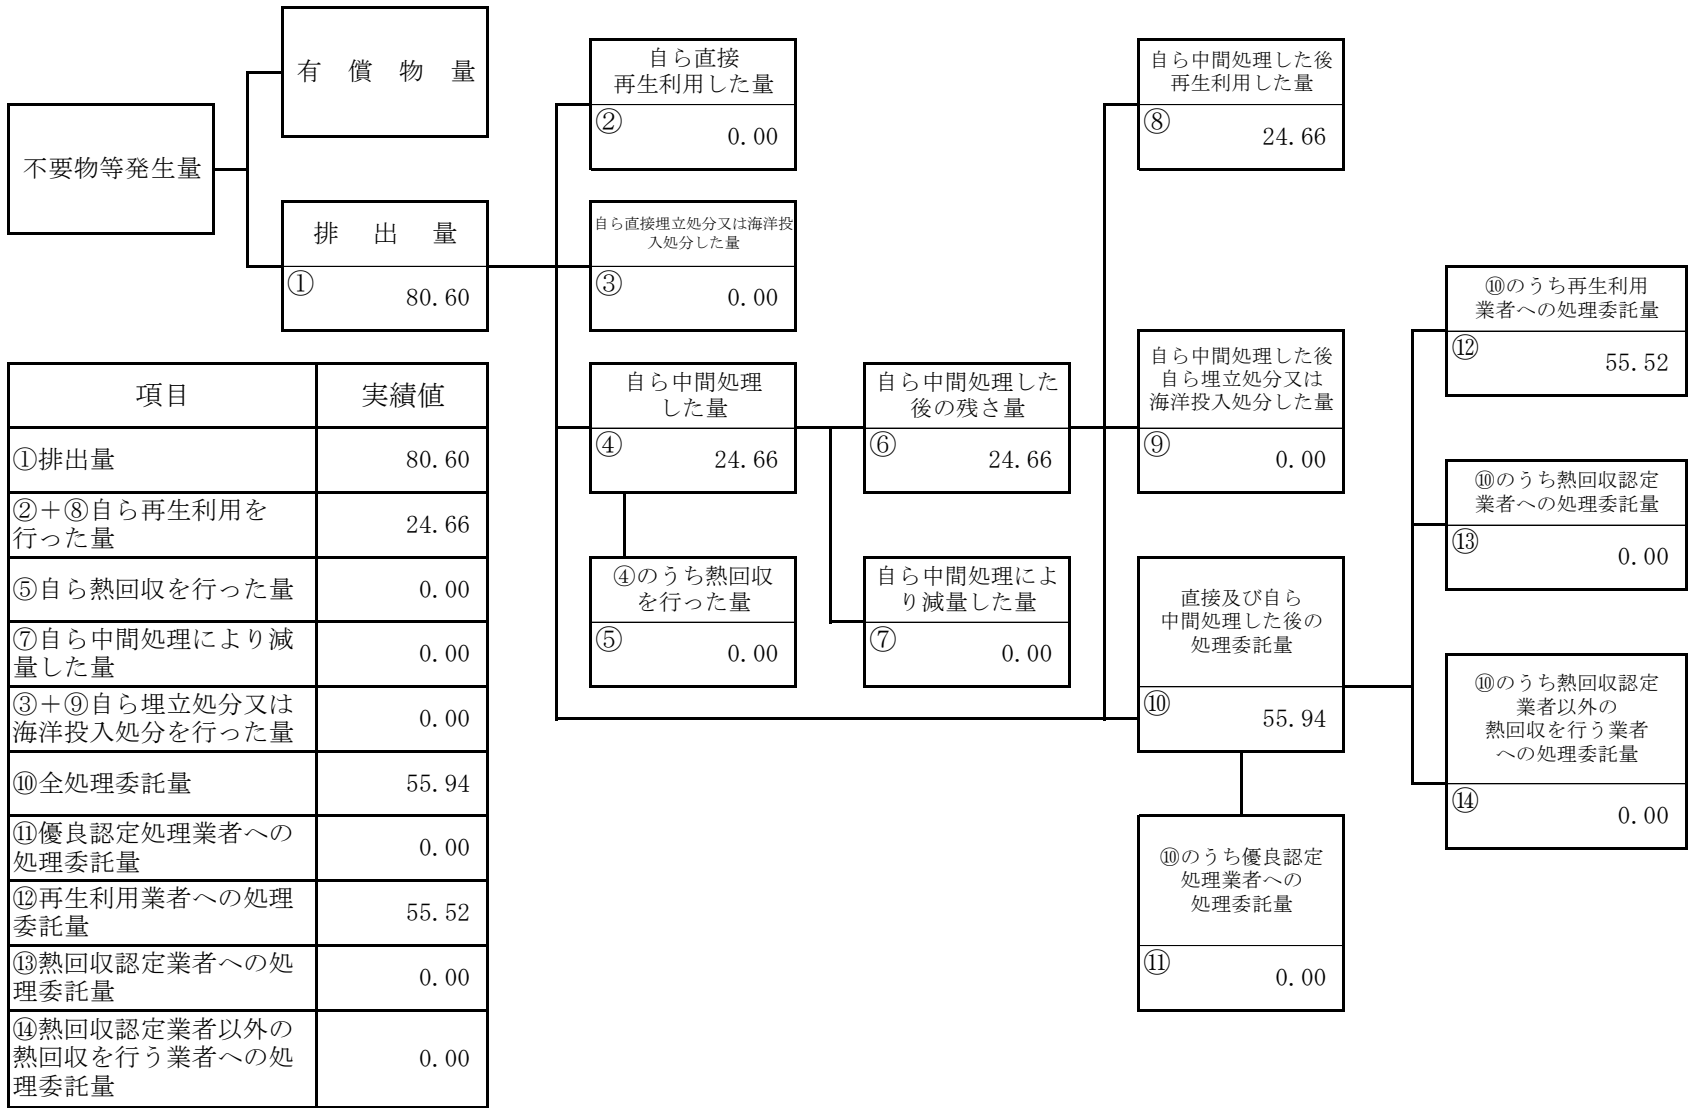 不要物等発生量
有償物量
排出量
①
80.60
自ら直接
再生利用した量
②
0.00
自ら直接埋立処分又は海洋投
入処分した量
③
0.00
自ら中間処理
した量
④
24.66
④のうち熱回収
を行った量
⑤
0.00
自ら中間処理した
後の残さ量
⑥
24.66
自ら中間処理によ
り減量した量
⑦
0.00
自ら中間処理した後
再生利用した量
⑧
24.66
自ら中間処理した後
自ら埋立処分又は
海洋投入処分した量
⑨
0.00
直接及び自ら
中間処理した後の
処理委託量
⑩
55.94
⑩のうち優良認定
処理業者への
処理委託量
⑪
0.00
⑩のうち再生利用
業者への処理委託量
⑫
55.52
⑩のうち熱回収認定
業者への処理委託量
⑬
0.00
⑩のうち熱回収認定
業者以外の
熱回収を行う業者
への処理委託量
⑭
0.00
項目 実績値
①排出量 80.60
②＋⑧自ら再生利用を
行った量 24.66
⑤自ら熱回収を行った量 0.00
⑦自ら中間処理により減
量した量 0.00
③＋⑨自ら埋立処分又は
海洋投入処分を行った量 0.00
⑩全処理委託量 55.94
⑪優良認定処理業者への
処理委託量 0.00
⑫再生利用業者への処理
委託量 55.52
⑬熱回収認定業者への処
理委託量 0.00
⑭熱回収認定業者以外の
熱回収を行う業者への処
理委託量 0.00